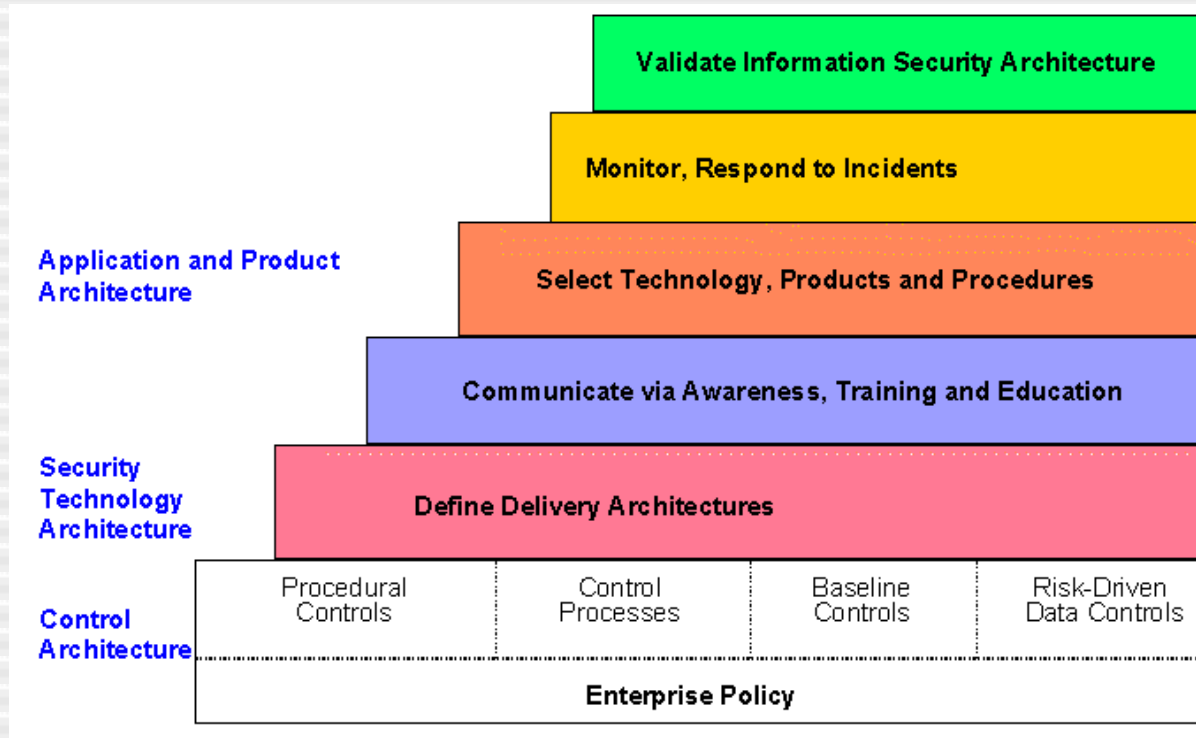 Validate Information Security Architecture
Monitor, Respond to Incidents
Application and Product
Architecture
Select Technology, Products and Procedures
Communicate via Awareness, Training and Education
Security
Technology
Architecture
Define Delivery Architectures
Control
Architecture
Procedural
Controls
Control
Processes
Baseline
Controls
Risk-Driven
Data Controls
Enterprise Policy